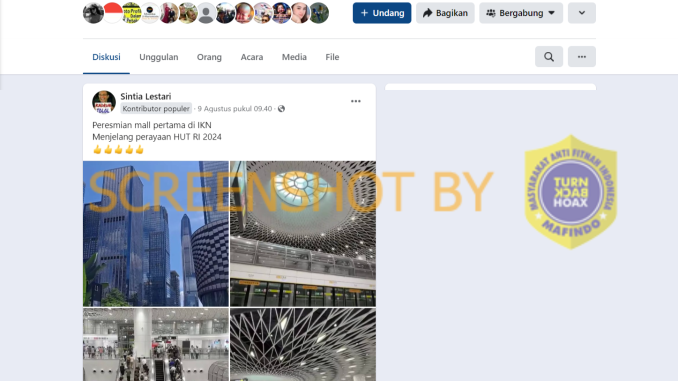 + Undang
Bagikan
Bergabung
Diskusi
Unggulan
Orang
Acara
Media
File
Sintia Lestari
Kontributor populer · 9 Agustus pukul 09.40 ·
Peresmian mall pertama di IKN
Menjelang perayaan HUT RI 2024
👍👍👍👍👍
SCREENSHOT BY
MASYARAKAT ANTI FITNAH INDONESIA
TURN
BACK
HOAX
MAFINDO